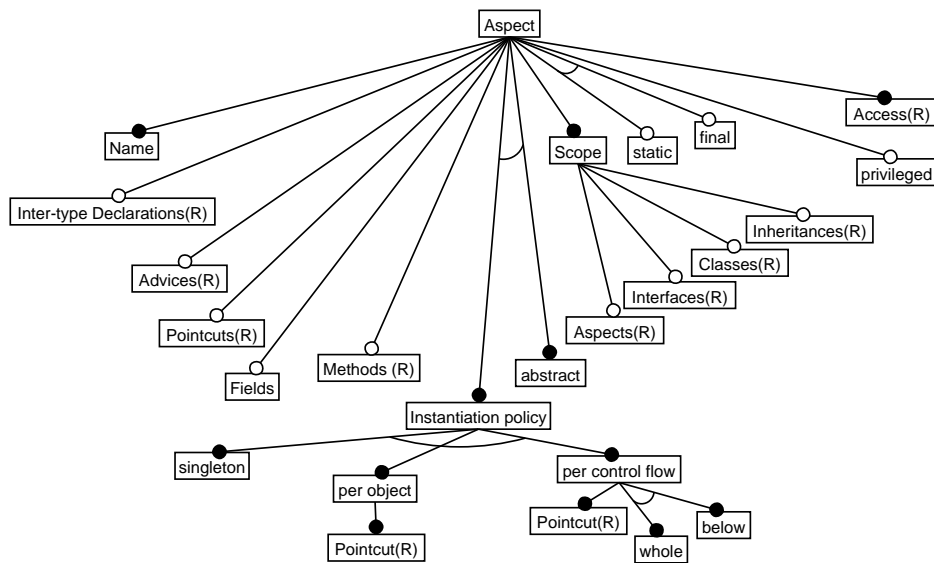 Aspect
Access(R)
final
Name
Scope
static
privileged
Inter-type Declarations(R)
Inheritances(R)
Classes(R)
Advices(R)
Interfaces(R)
Pointcuts(R)
Aspects(R)
Methods (R)
abstract
Fields
Instantiation policy
singleton
per control flow
per object
Pointcut(R)
below
Pointcut(R)
whole